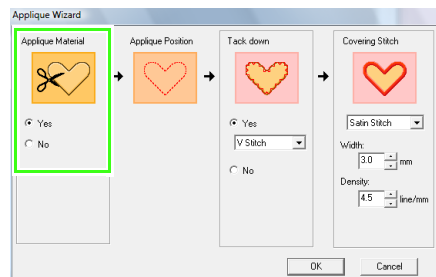 Applique Wizard
Applique Material
Yes
No
Applique Position
Tack down
Yes
V Stitch
No
Covering Stitch
Satin Stitch
Width:
3.0 mm
Density:
4.5 line/mm
OK Cancel